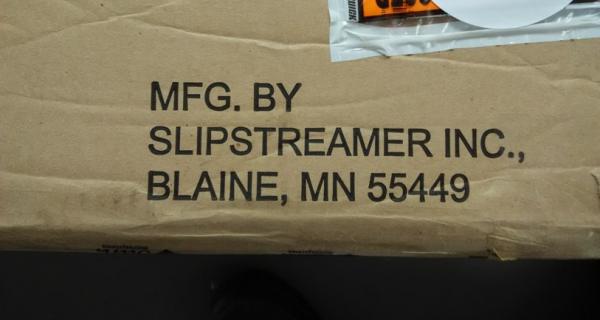 MFG. BY
SLIPSTREAMER INC.,
BLAINE, MN 55449